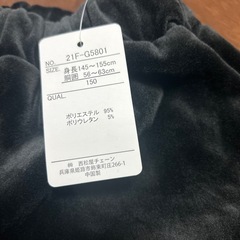 NO. 21F-G5801
SIZE. 身長145～155cm
胴囲 56～63cm
150
QUAL.
ポリエステル 95%
ポリウレタン 5%
㈱ 西松屋チェーン
兵庫県姫路市飾東町庄266-1
中国製